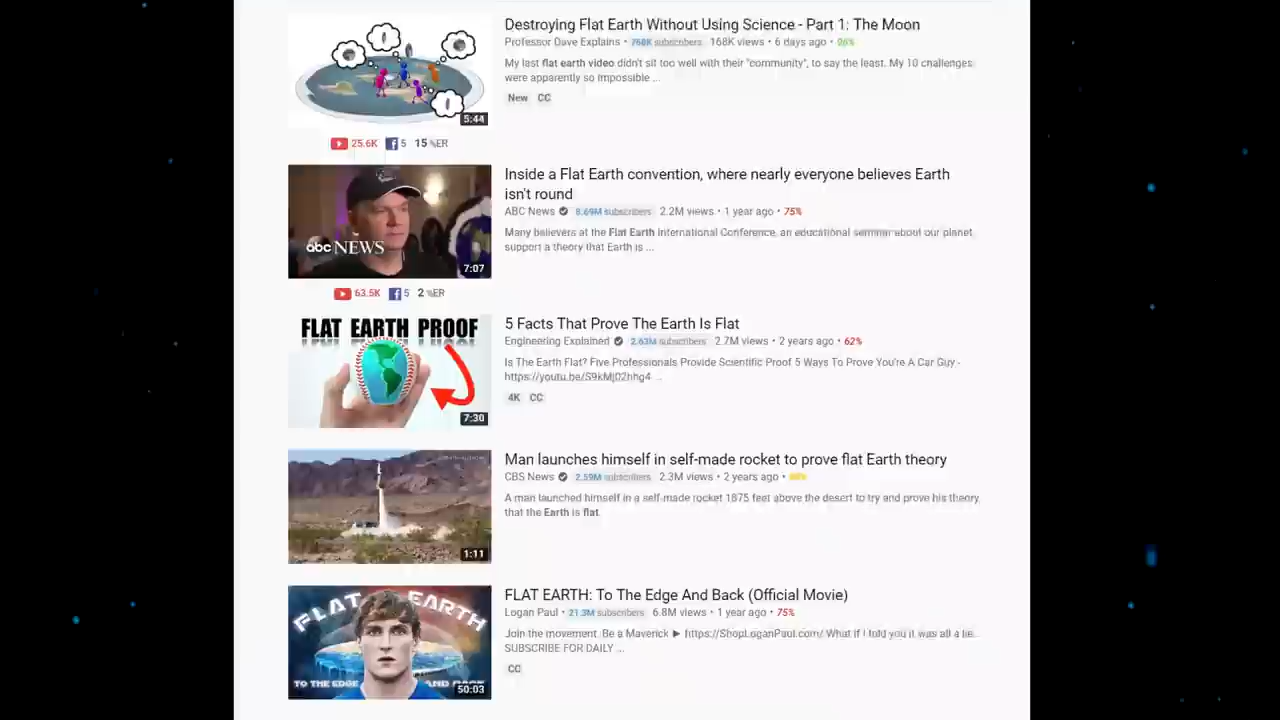 Destroying Flat Earth Without Using Science - Part 1: The Moon
Professor Dave Explains • 768K subscribers 168K views • 6 days ago • 96%
My last flat earth video didn't sit too well with their "community", to say the least. My 10 challenges
were apparently so impossible ...
New CC
5:44
25.6K 5 15 %ER
Inside a Flat Earth convention, where nearly everyone believes Earth
isn't round
ABC News 8.69M subscribers 2.2M views • 1 year ago • 75%
Many believers at the Flat Earth International Conference, an educational seminar about our planet,
support a theory that Earth is ...
abc NEWS
7:07
63.5K 5 2 %ER
5 Facts That Prove The Earth Is Flat
Engineering Explained 2.63M subscribers 2.7M views • 2 years ago • 62%
Is The Earth Flat? Five Professionals Provide Scientific Proof 5 Ways To Prove You're A Car Guy -
https://youtu.be/S9kMj02hhg4 ...
4K CC
FLAT EARTH PROOF
7:30
Man launches himself in self-made rocket to prove flat Earth theory
CBS News 2.59M subscribers 2.3M views • 2 years ago •
A man launched himself in a self-made rocket 1875 feet above the desert to try and prove his theory
that the Earth is flat.
1:11
FLAT EARTH: To The Edge And Back (Official Movie)
Logan Paul • 21.3M subscribers 6.8M views • 1 year ago • 75%
Join the movement. Be a Maverick ► https://ShopLoganPaul.com/ What if I told you it was all a lie...
SUBSCRIBE FOR DAILY ...
CC
FLAT EARTH
TO THE EDGE AND BACK
50:03